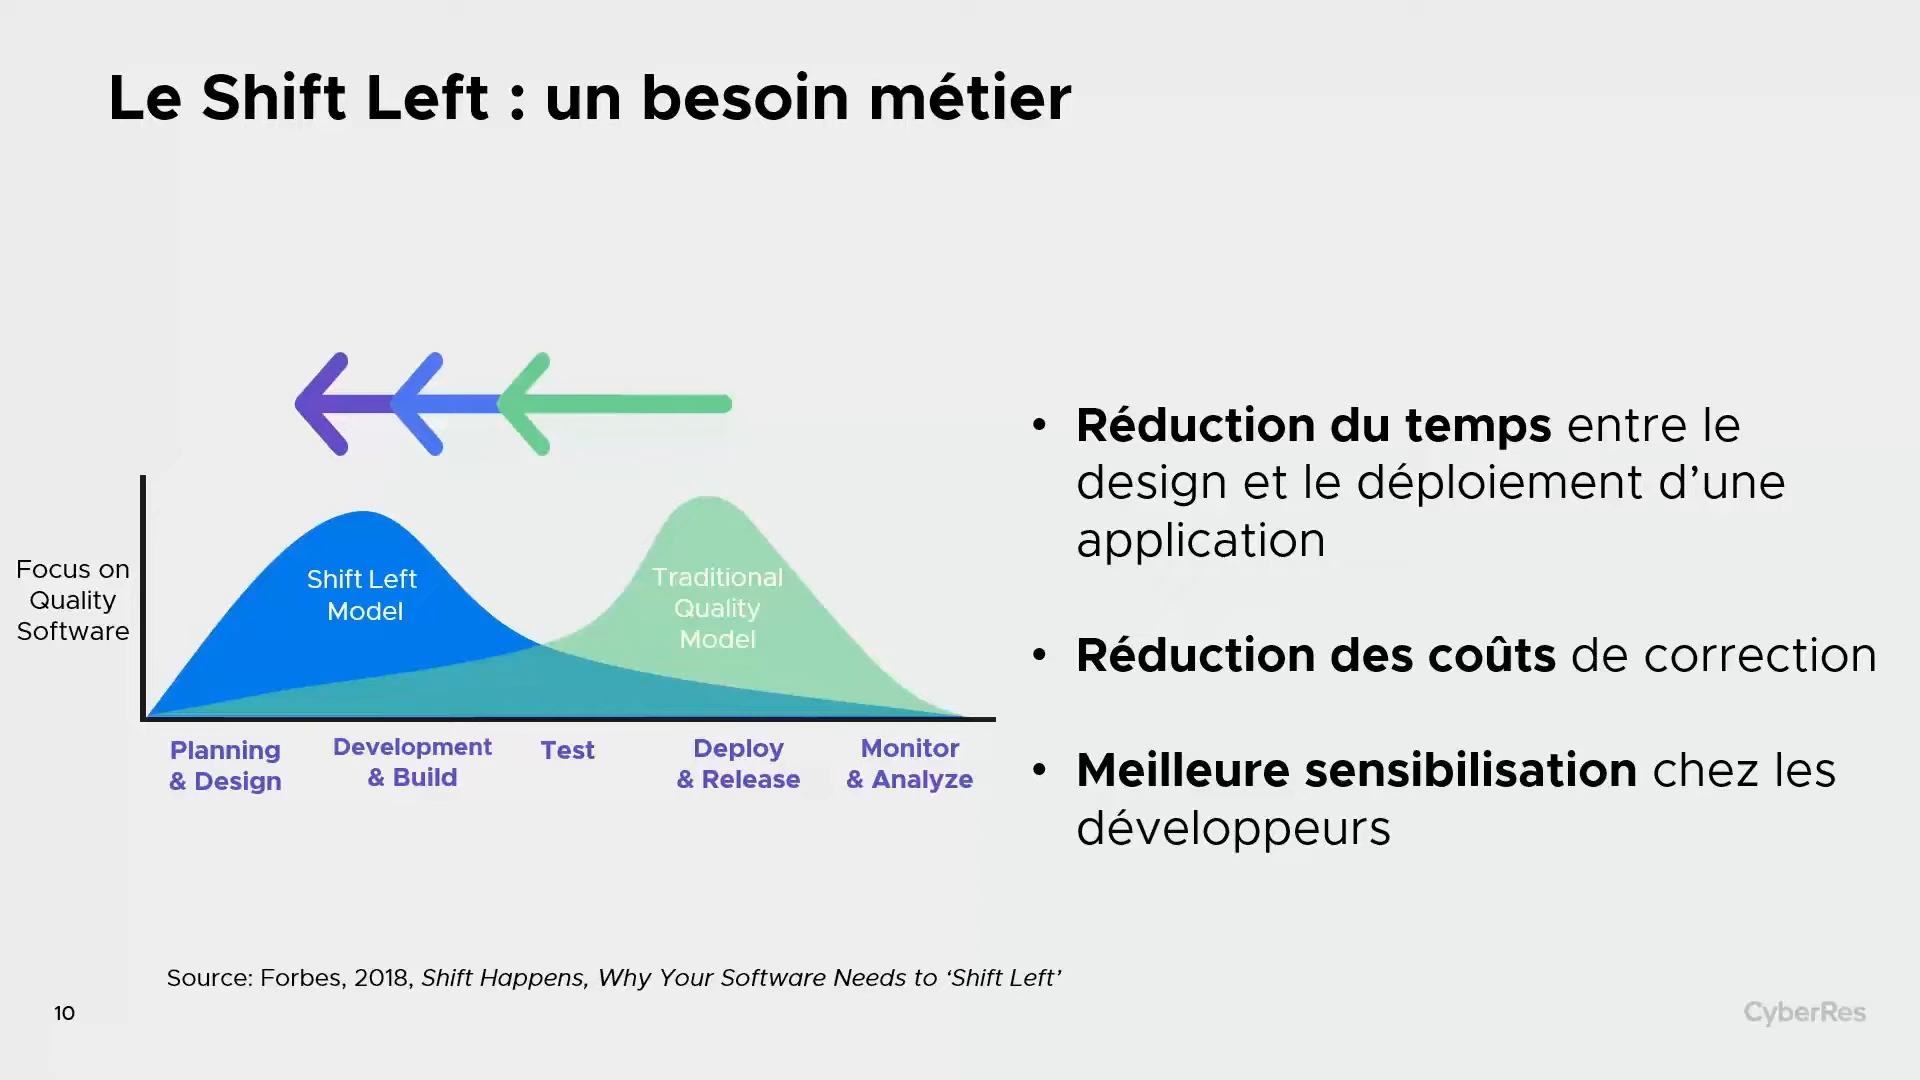 Le Shift Left : un besoin métier
Focus on
Quality
Software
Shift Left
Model
Traditional
Quality
Model
Planning
& Design
Development
& Build
Test
Deploy
& Release
Monitor
& Analyze
• Réduction du temps entre le
design et le déploiement d’une
application
• Réduction des coûts de correction
• Meilleure sensibilisation chez les
développeurs
Source: Forbes, 2018, Shift Happens, Why Your Software Needs to ‘Shift Left’
10
CyberRes